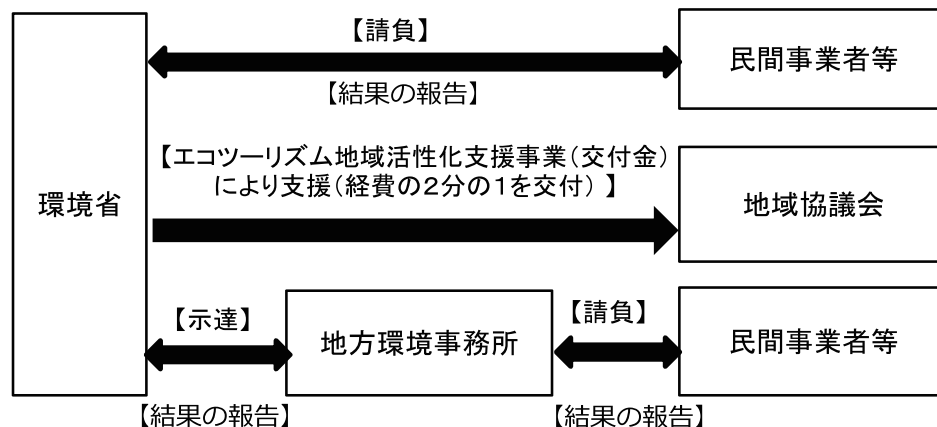 環境省
【請負】
【結果の報告】
民間事業者等
【エコツーリズム地域活性化支援事業（交付金）
により支援（経費の２分の１を交付）】
地域協議会
【示達】
【結果の報告】
地方環境事務所
【請負】
【結果の報告】
民間事業者等